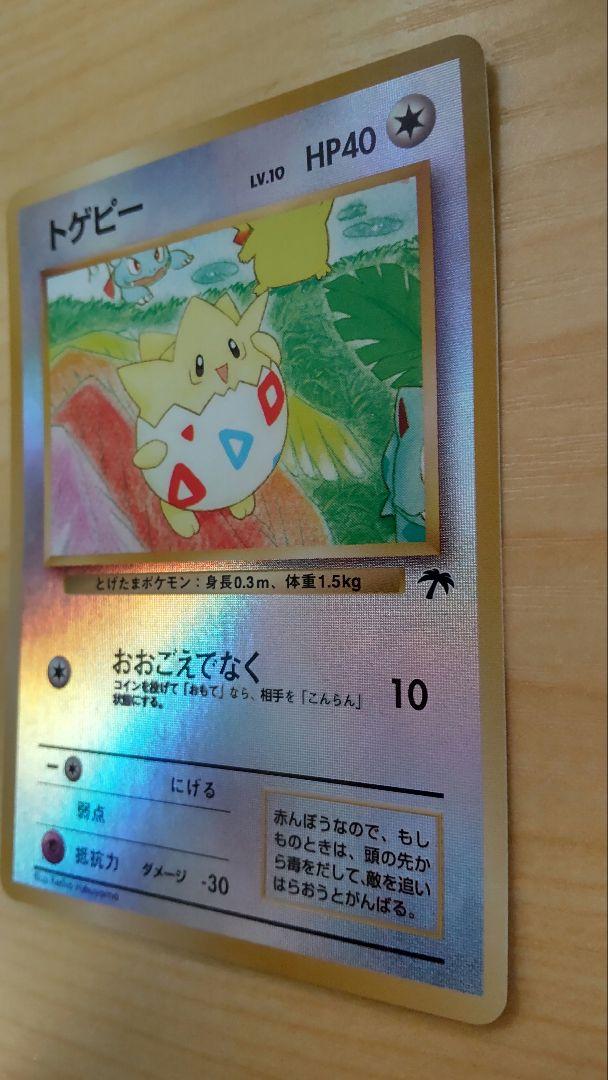 トゲピー LV.10 HP40
とげたまポケモン：身長0.3m、体重1.5kg
おおごえでなく 10
コインを投げて「おもて」なら、相手を「こんらん」
状態にする。
にげる
弱点
抵抗力 ダメージ -30
赤んぼうなので、もし
ものときは、頭の先か
ら毒をだして、敵を追い
はらおうとがんばる。